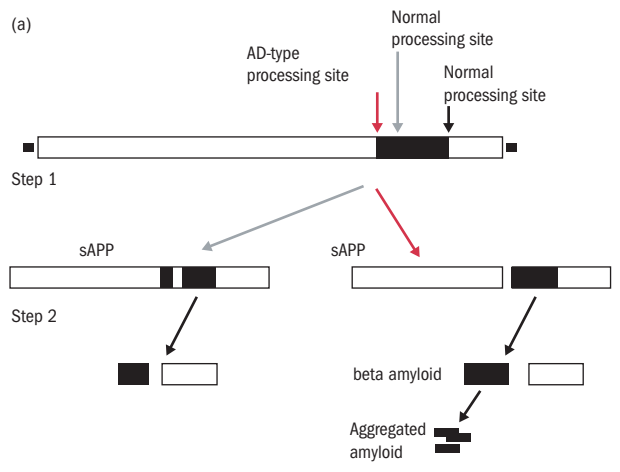 (a)
Normal
processing site
AD-type
processing site
Normal
processing site
Step 1
sAPP
sAPP
Step 2
beta amyloid
Aggregated
amyloid